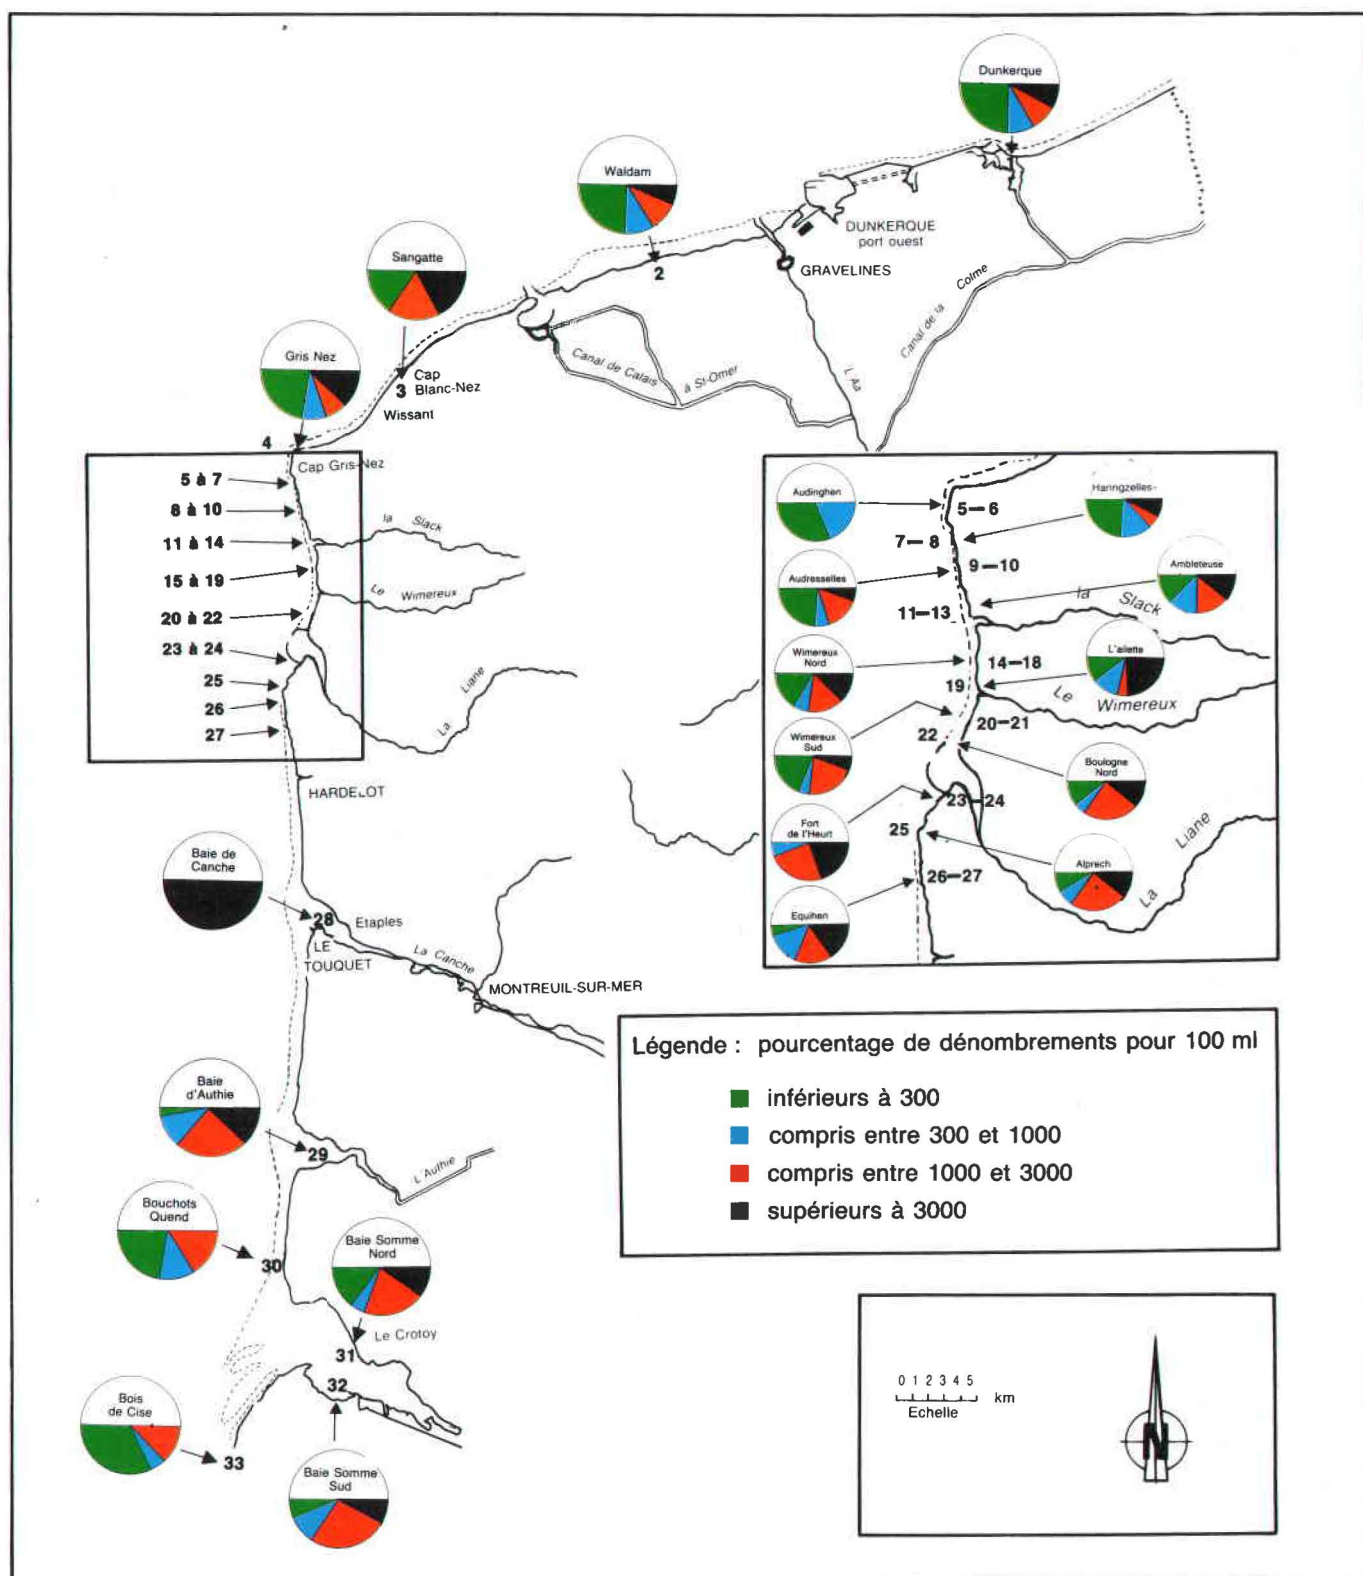 Dunkerque
Waldam
Sangatte
Gris Nez
DUNKERQUE
port ouest
GRAVELINES
2
Canal de la Colme
Canal de Calais à St-Omer
L'Aa
3
Cap
Blanc-Nez
Wissant
4
Cap Gris-Nez
5 à 7
8 à 10
11 à 14
15 à 19
20 à 22
23 à 24
25
26
27
la Slack
Le Wimereux
La Liane
HARDELOT
Audinghen
Haringzelles
Audresselles
Ambleteuse
Wimereux
Nord
L'ailette
Wimereux
Sud
Boulogne
Nord
Fort
de l'Heurt
Alprech
Equihen
5—6
7—8
9—10
11—13
14—18
19
20—21
22
23—24
25
26—27
la Slack
Le Wimereux
La Liane
Baie de
Canche
28
Etaples
LE
TOUQUET
La Canche
MONTREUIL-SUR-MER
Baie
d'Authie
29
L'Authie
Bouchots
Quend
30
Baie Somme
Nord
Le Crotoy
31
32
Bois
de Cise
33
Baie Somme
Sud
Légende : pourcentage de dénombrements pour 100 ml
inférieurs à 300
compris entre 300 et 1000
compris entre 1000 et 3000
supérieurs à 3000
0 1 2 3 4 5
km
Echelle
N